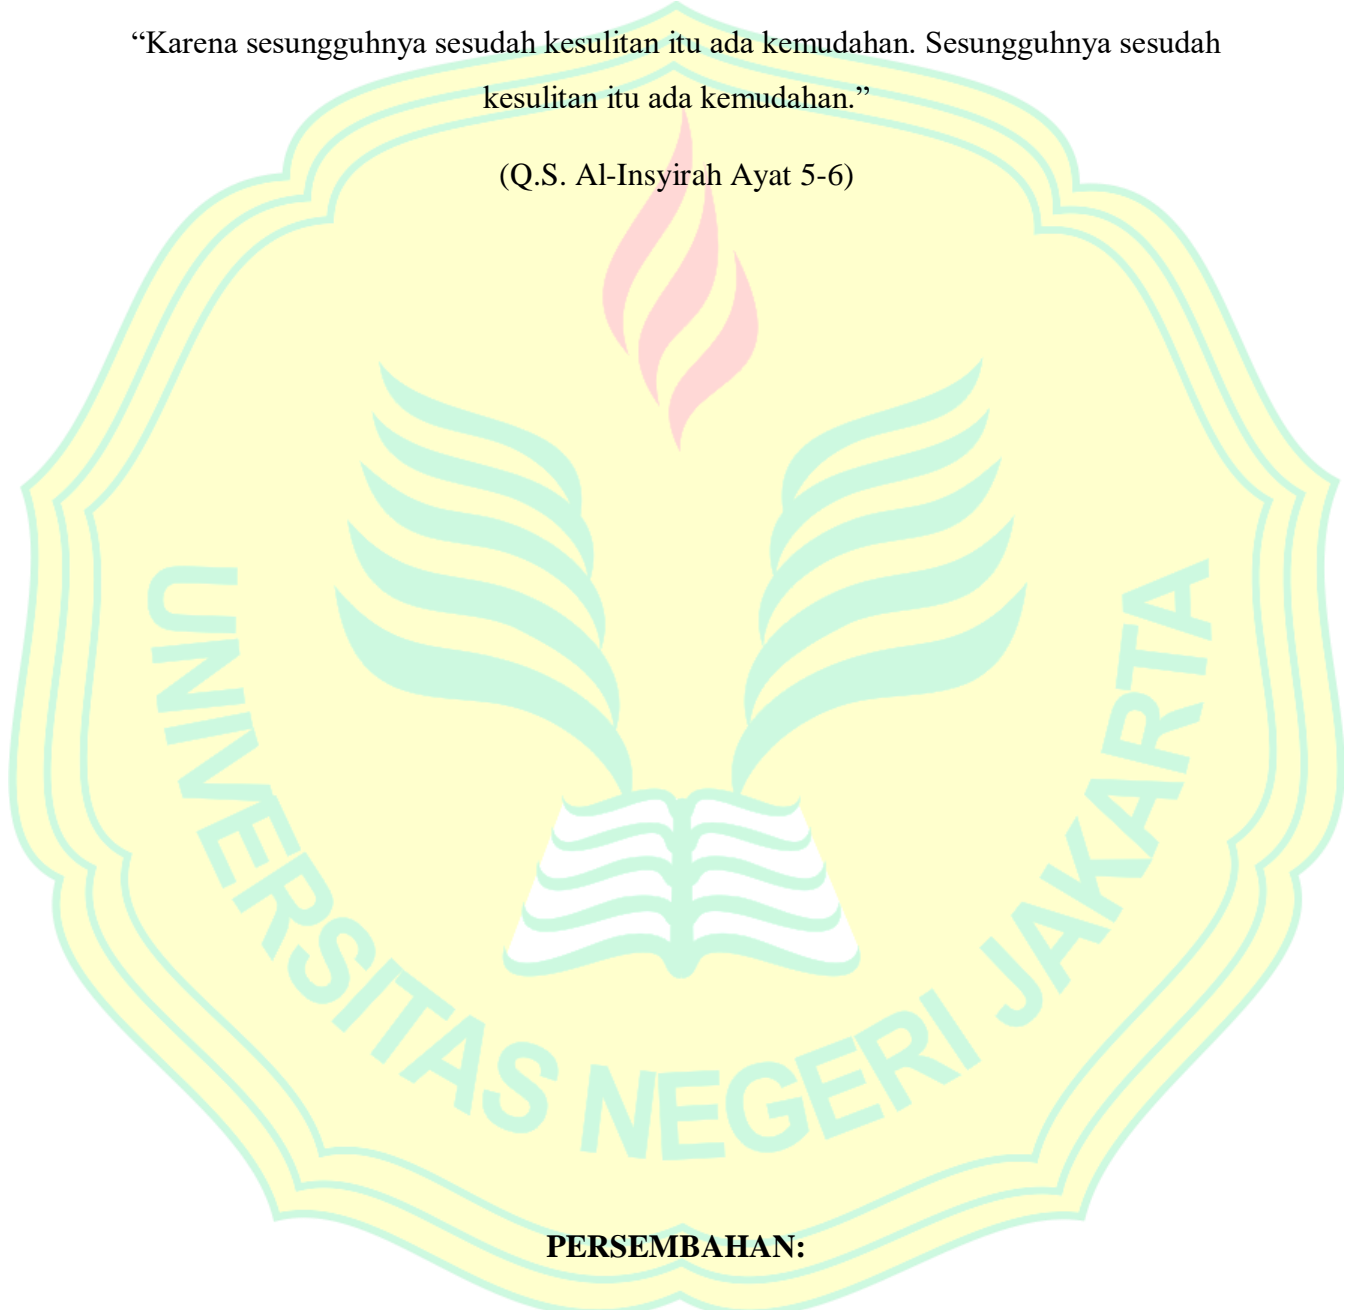 “Karena sesungguhnya sesudah kesulitan itu ada kemudahan. Sesungguhnya sesudah
kesulitan itu ada kemudahan.”
(Q.S. Al-Insyirah Ayat 5-6)
UNIVERSITAS NEGERI JAKARTA
PERSEMBAHAN: